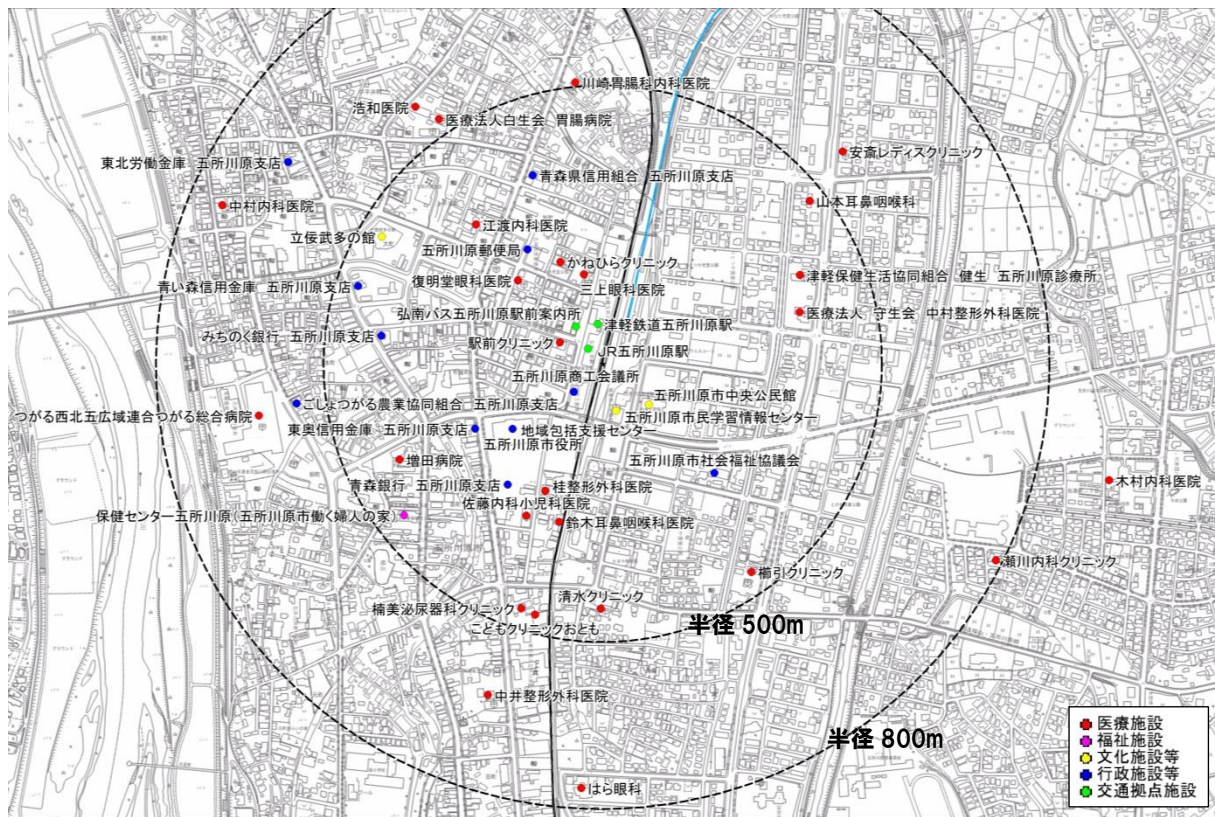 川崎胃腸科内科医院
浩和医院
医療法人白生会　胃腸病院
安斎レディスクリニック
東北労働金庫　五所川原支店
青森県信用組合　五所川原支店
中村内科医院
山本耳鼻咽喉科
江渡内科医院
立佞武多の館
五所川原郵便局
かねひらクリニック
三上眼科医院
津軽保健生活協同組合　健生　五所川原診療所
復明堂眼科医院
青い森信用金庫　五所川原支店
弘南バス五所川原駅前案内所
医療法人　守生会　中村整形外科医院
津軽鉄道五所川原駅
みちのく銀行　五所川原支店
駅前クリニック
JR五所川原駅
五所川原商工会議所
ごしょつがる農業協同組合　五所川原支店
五所川原市中央公民館
つがる西北五広域連合つがる総合病院
五所川原市民学習情報センター
東奥信用金庫　五所川原支店
地域包括支援センター
五所川原市役所
増田病院
五所川原市社会福祉協議会
青森銀行　五所川原支店
桂整形外科医院
木村内科医院
佐藤内科小児科医院
保健センター五所川原(五所川原市働く婦人の家)
鈴木耳鼻咽喉科医院
瀬川内科クリニック
櫛引クリニック
清水クリニック
楠美泌尿器科クリニック
こどもクリニックおとも
半径 500m
中井整形外科医院
半径 800m
はら眼科
医療施設
福祉施設
文化施設等
行政施設等
交通拠点施設